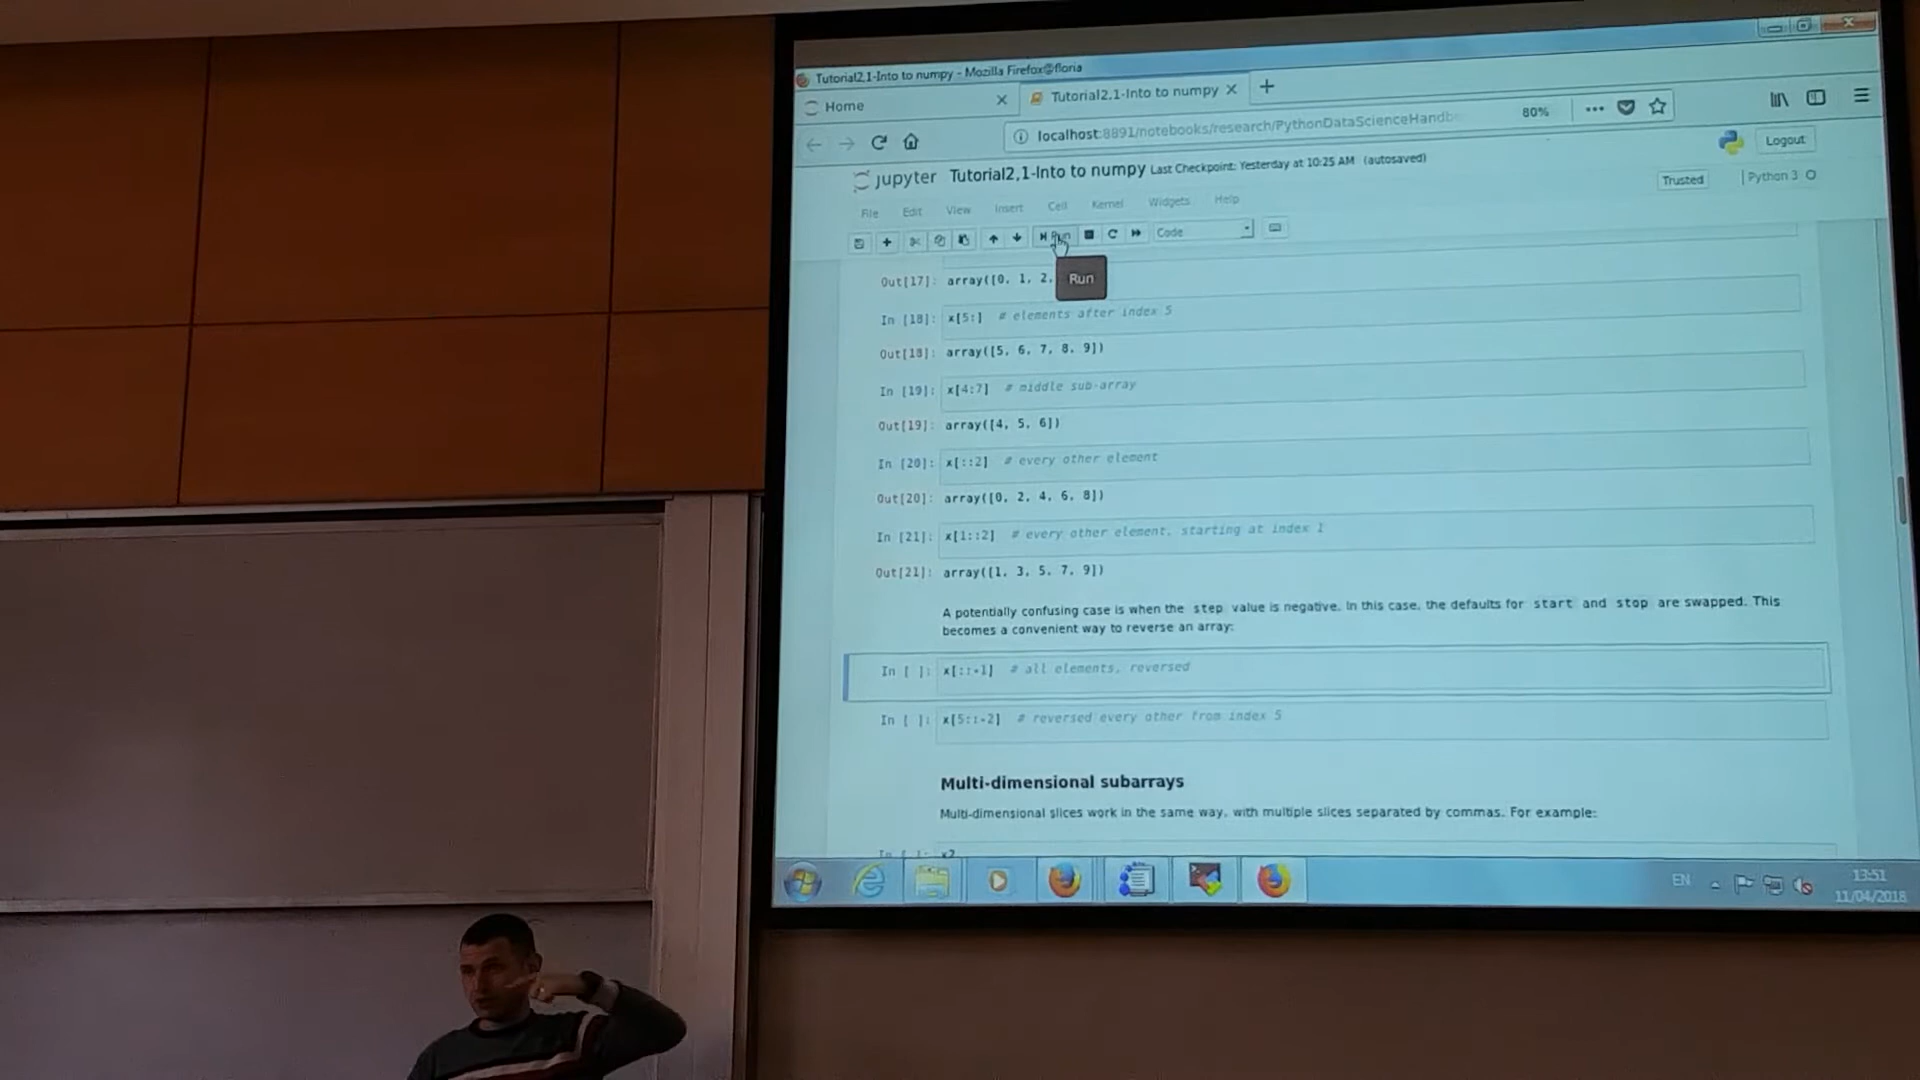 Tutorial2,1-Into to numpy - Mozilla Firefox@floria
Home
Tutorial2,1-Into to numpy
localhost:8891/notebooks/research/PythonDataScienceHandb
80%
jupyter Tutorial2,1-Into to numpy Last Checkpoint: Yesterday at 10:25 AM (autosaved)
Logout
File Edit View Insert Cell Kernel Widgets Help
Trusted
Python 3
Run
Code
Run
Out[17]: array([0, 1, 2,
In [18]: x[5:] # elements after index 5
Out[18]: array([5, 6, 7, 8, 9])
In [19]: x[4:7] # middle sub-array
Out[19]: array([4, 5, 6])
In [20]: x[::2] # every other element
Out[20]: array([0, 2, 4, 6, 8])
In [21]: x[1::2] # every other element, starting at index 1
Out[21]: array([1, 3, 5, 7, 9])
A potentially confusing case is when the step value is negative. In this case, the defaults for start and stop are swapped. This
becomes a convenient way to reverse an array:
In [ ]: x[::-1] # all elements, reversed
In [ ]: x[5::-2] # reversed every other from index 5
Multi-dimensional subarrays
Multi-dimensional slices work in the same way, with multiple slices separated by commas. For example:
In [ ]: x2
EN
13:51
11/04/2018